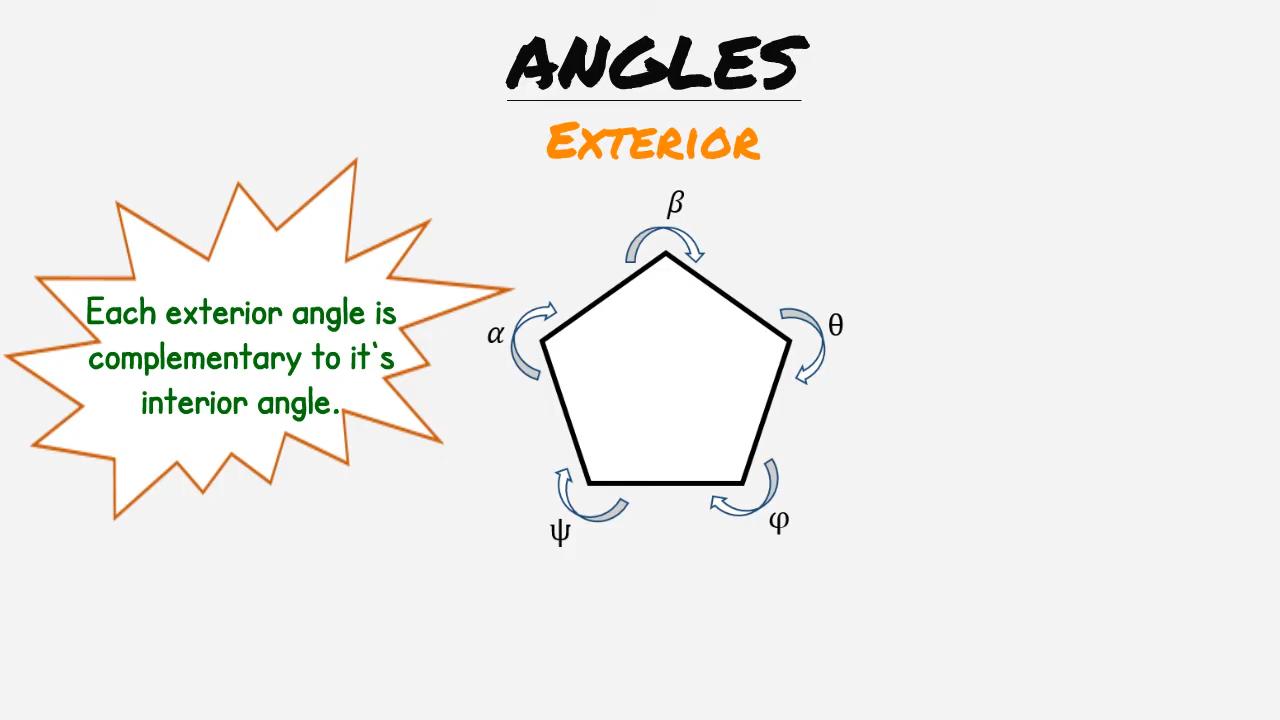 ANGLES
EXTERIOR
β
Each exterior angle is
complementary to it's
interior angle.
α
θ
ψ
φ